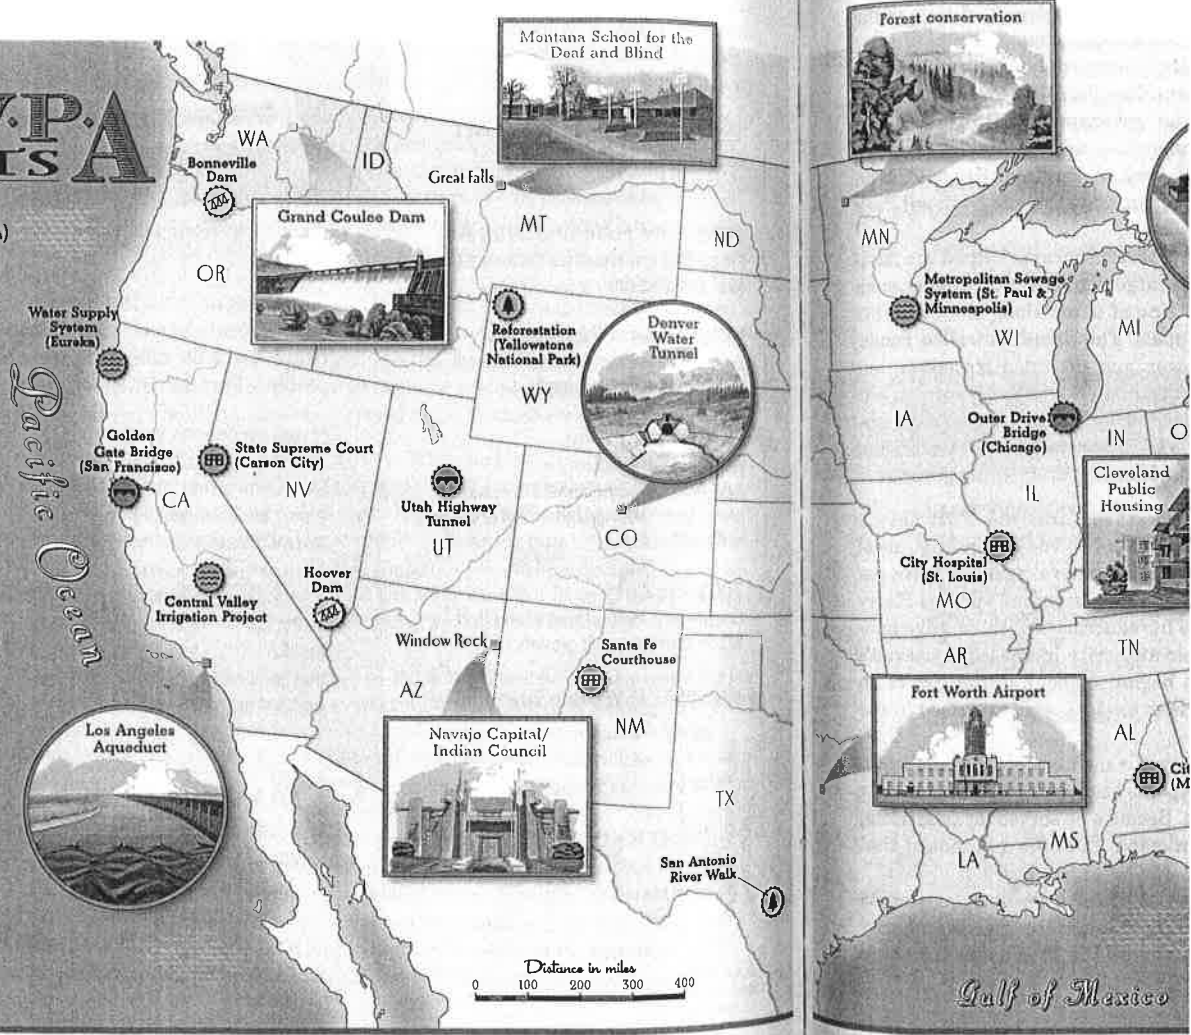 W.P.A
TS
A)
Montana School for the
Deaf and Blind
Forest conservation
WA
ID
Bonneville
Dam
Great Falls
Grand Coulee Dam
MT
ND
MN
OR
Water Supply
System
(Eureka)
Reforestation
(Yellowstone
National Park)
Denver
Water
Tunnel
Metropolitan Sewage
System (St. Paul &
Minneapolis)
WI
MI
WY
IA
Outer Drive
Bridge
(Chicago)
IN
O
Pacific Ocean
Golden
Gate Bridge
(San Francisco)
State Supreme Court
(Carson City)
CA
NV
Utah Highway
Tunnel
UT
CO
IL
Cleveland
Public
Housing
City Hospital
(St. Louis)
MO
Central Valley
Irrigation Project
Hoover
Dam
Window Rock
Santa Fe
Courthouse
AR
TN
AZ
NM
Navajo Capital/
Indian Council
Fort Worth Airport
AL
Los Angeles
Aqueduct
TX
Cit
(M
San Antonio
River Walk
LA
MS
Distance in miles
0 100 200 300 400
Gulf of Mexico